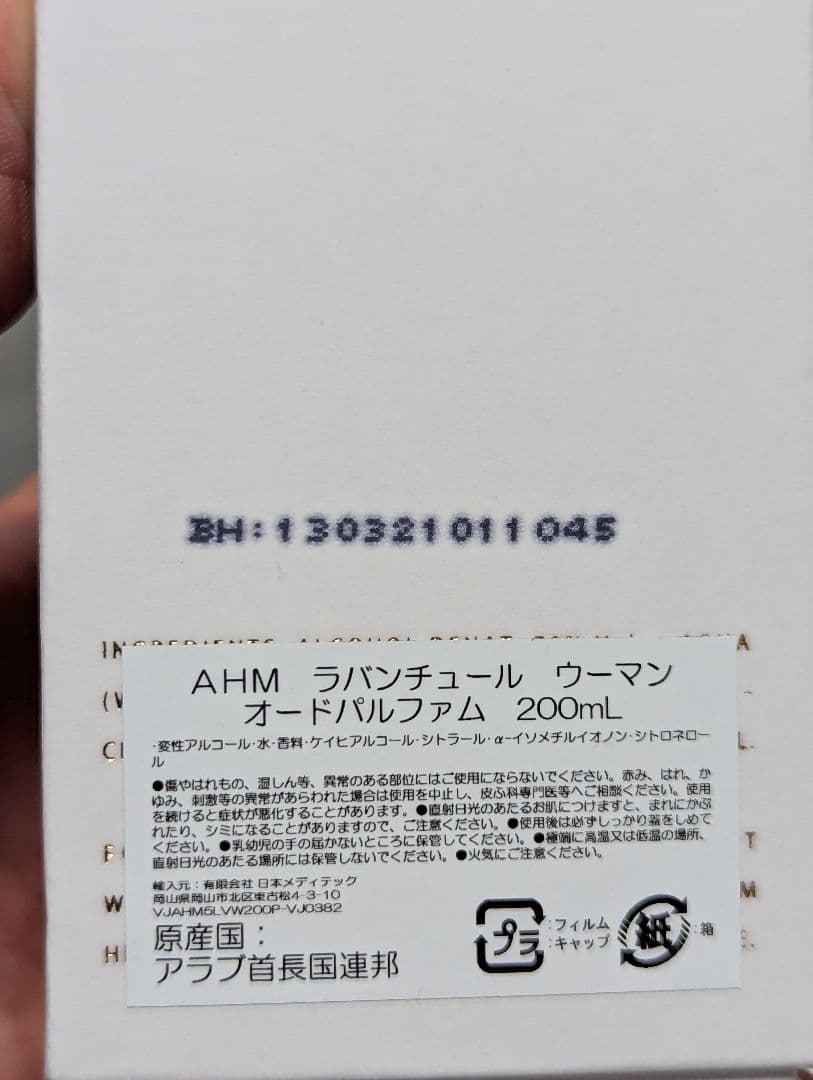 BH:130321011045
AHM ラバンチュール ウーマン
オードパルファム 200mL
・変性アルコール・水・香料・ケイヒアルコール・シトラール・α-イソメチルイオノン・シトロネロー
ル
●傷やはれもの、湿しん等、異常のある部位にはご使用にならないでください。赤み、はれ、か
ゆみ、刺激等の異常があらわれた場合は使用を中止し、皮ふ科専門医等へご相談ください。使用
を続けると症状が悪化することがあります。●直射日光のあたるお肌につけますと、まれにかぶ
れたり、シミになることがありますので、ご注意ください。●使用後は必ずしっかり蓋をしめて
ください。●乳幼児の手の届かないところに保管してください。●極端に高温又は低温の場所、
直射日光のあたる場所には保管しないでください。●火気にご注意ください。
輸入元：有限会社 日本メディテック
岡山県岡山市北区東古松4-3-10
VJAHM5LVW200P-VJ0382
原産国：
アラブ首長国連邦
プラ
：フィルム
：キャップ
紙
：箱